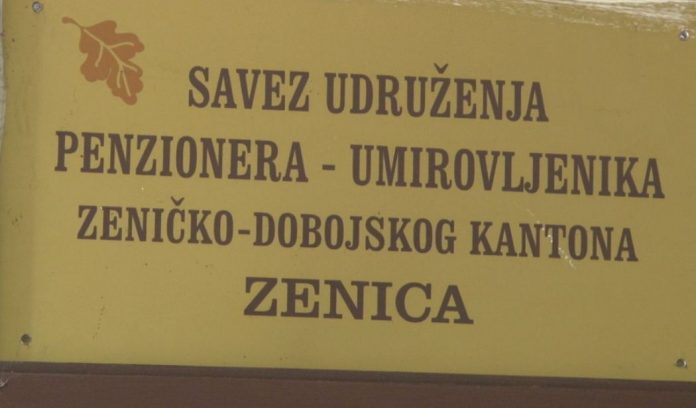 SAVEZ UDRUŽENJA
PENZIONERA - UMIROVLJENIKA
ZENIČKO-DOBOJSKOG KANTONA
ZENICA